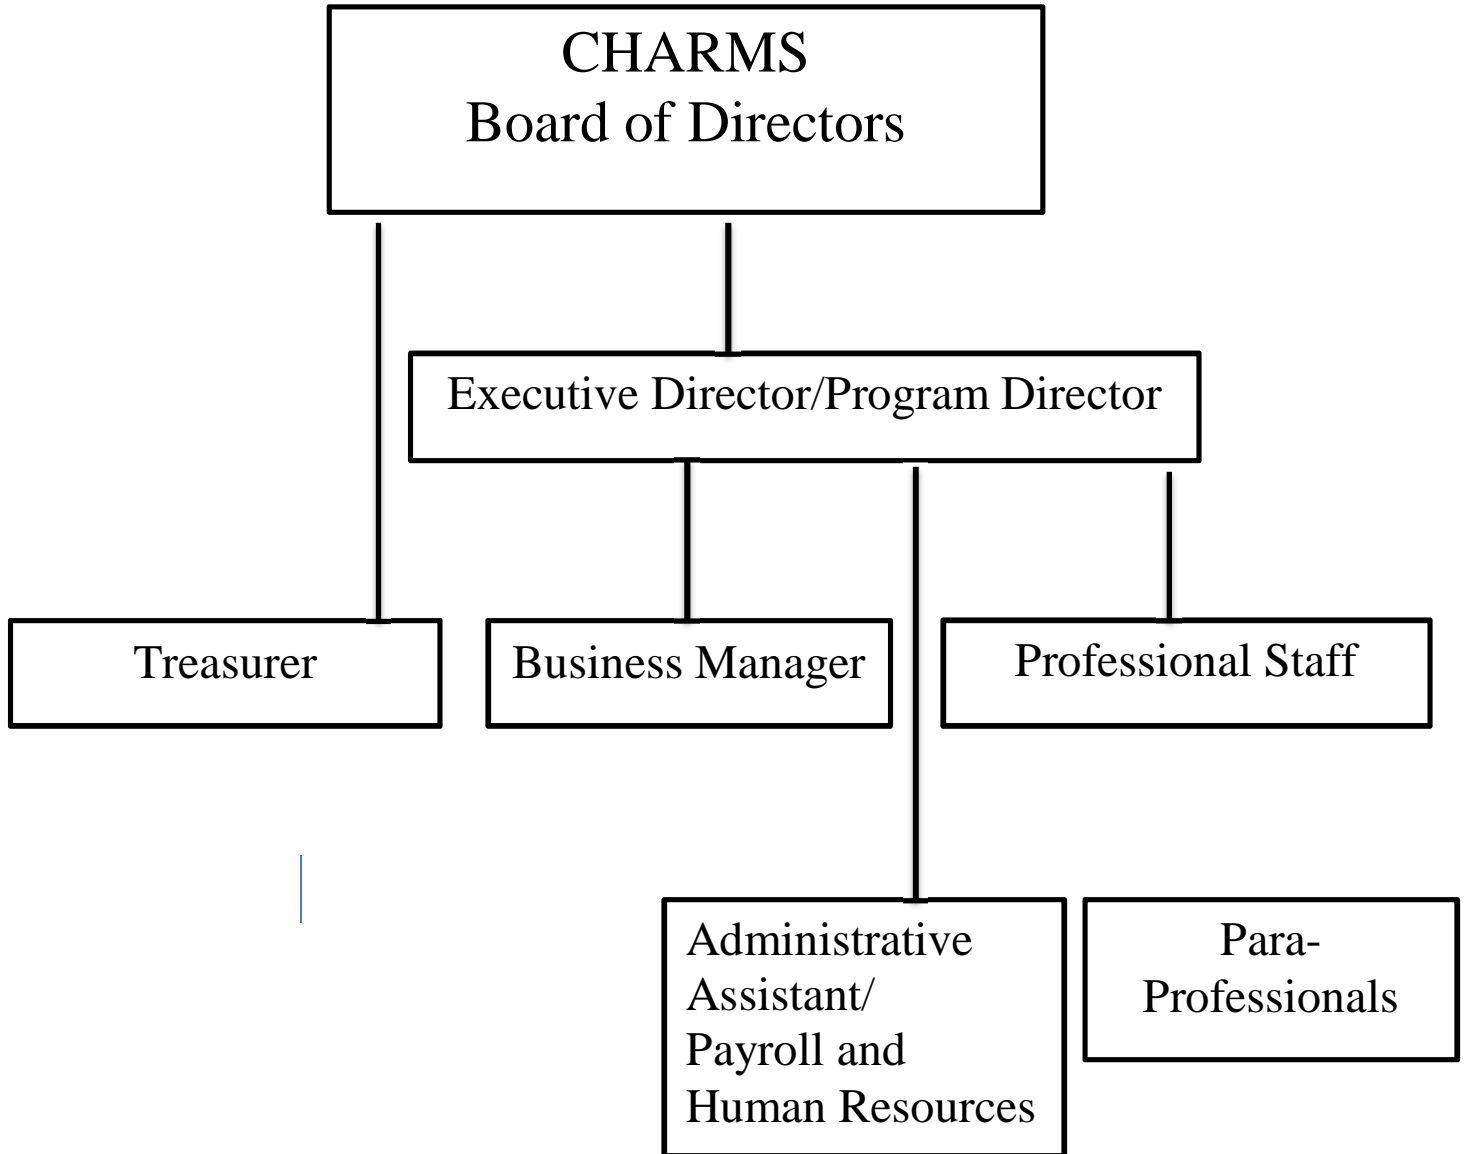 CHARMS
Board of Directors
Executive Director/Program Director
Treasurer
Business Manager
Professional Staff
Administrative
Assistant/
Payroll and
Human Resources
Para-
Professionals